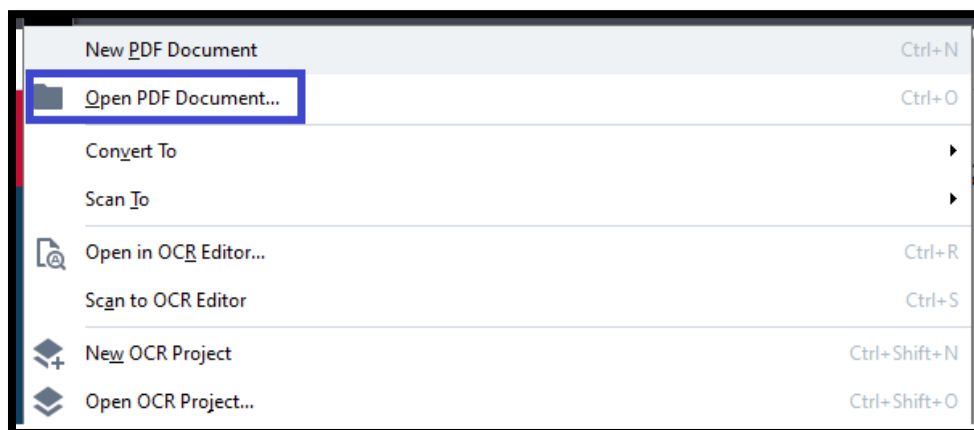 New PDF Document Ctrl+N
Open PDF Document... Ctrl+O
Convert To
Scan To
Open in OCR Editor... Ctrl+R
Scan to OCR Editor Ctrl+S
New OCR Project Ctrl+Shift+N
Open OCR Project... Ctrl+Shift+O